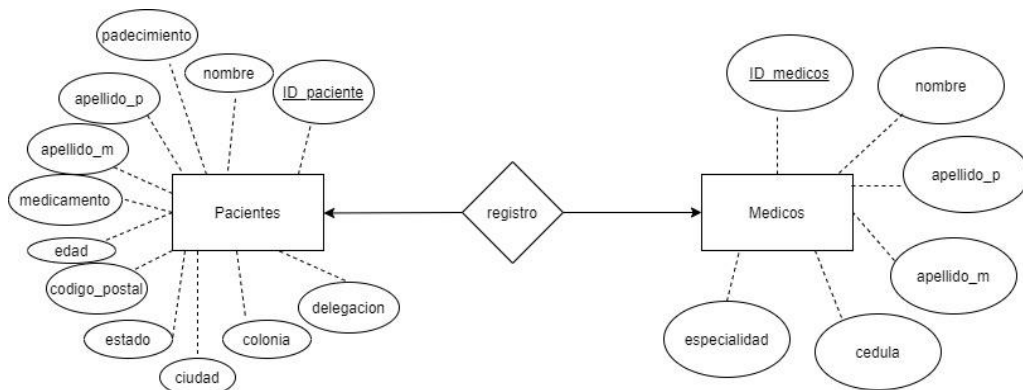 padecimiento
nombre
ID_paciente
apellido_p
apellido_m
medicamento
edad
codigo_postal
estado
ciudad
colonia
delegacion
Pacientes
registro
Medicos
ID_medicos
nombre
apellido_p
apellido_m
cedula
especialidad